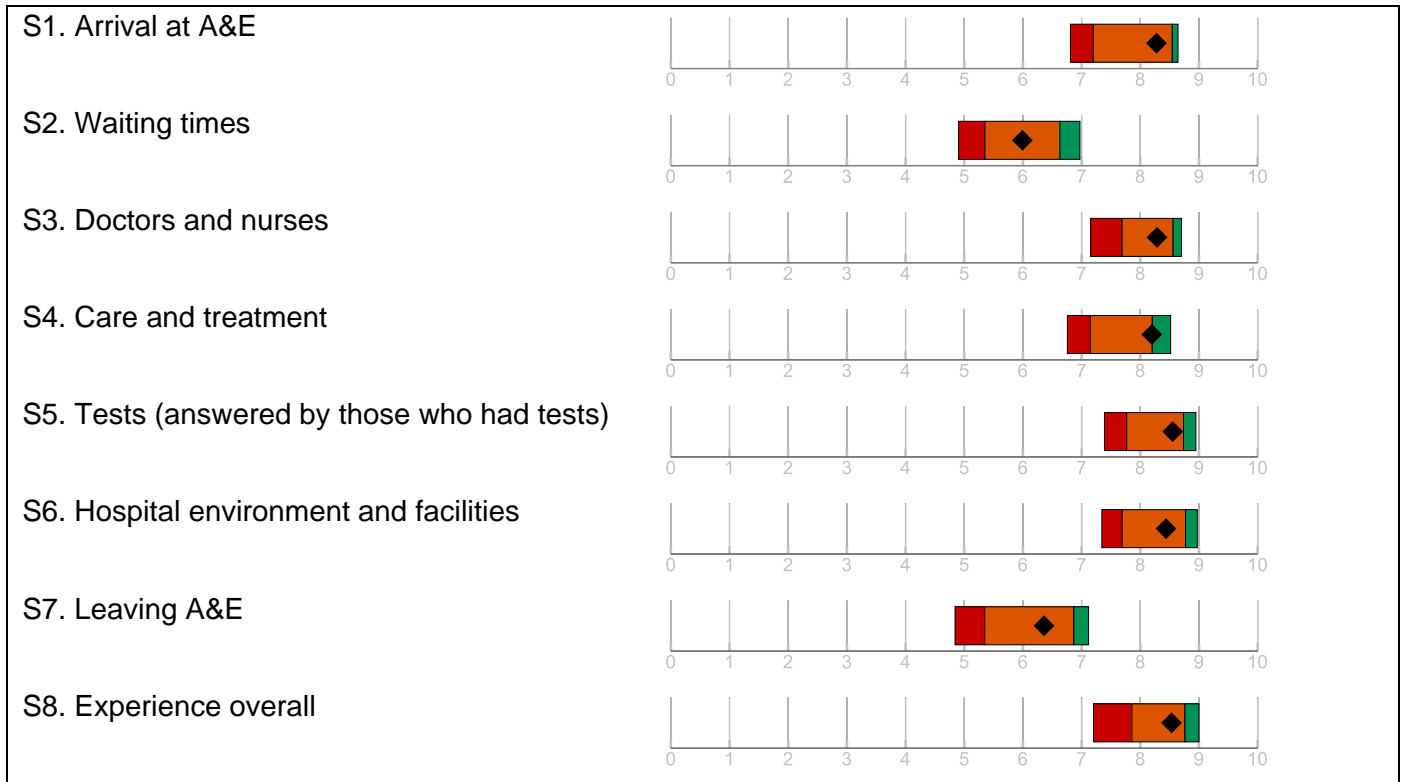 S1. Arrival at A&E
0 1 2 3 4 5 6 7 8 9 10
S2. Waiting times
0 1 2 3 4 5 6 7 8 9 10
S3. Doctors and nurses
0 1 2 3 4 5 6 7 8 9 10
S4. Care and treatment
0 1 2 3 4 5 6 7 8 9 10
S5. Tests (answered by those who had tests)
0 1 2 3 4 5 6 7 8 9 10
S6. Hospital environment and facilities
0 1 2 3 4 5 6 7 8 9 10
S7. Leaving A&E
0 1 2 3 4 5 6 7 8 9 10
S8. Experience overall
0 1 2 3 4 5 6 7 8 9 10